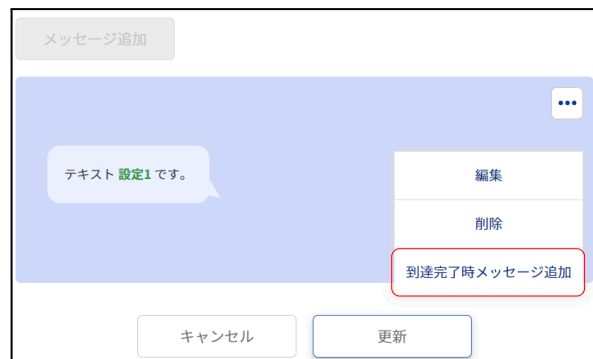 メッセージ追加
テキスト 設定1 です。
編集
削除
到達完了時メッセージ追加
キャンセル
更新